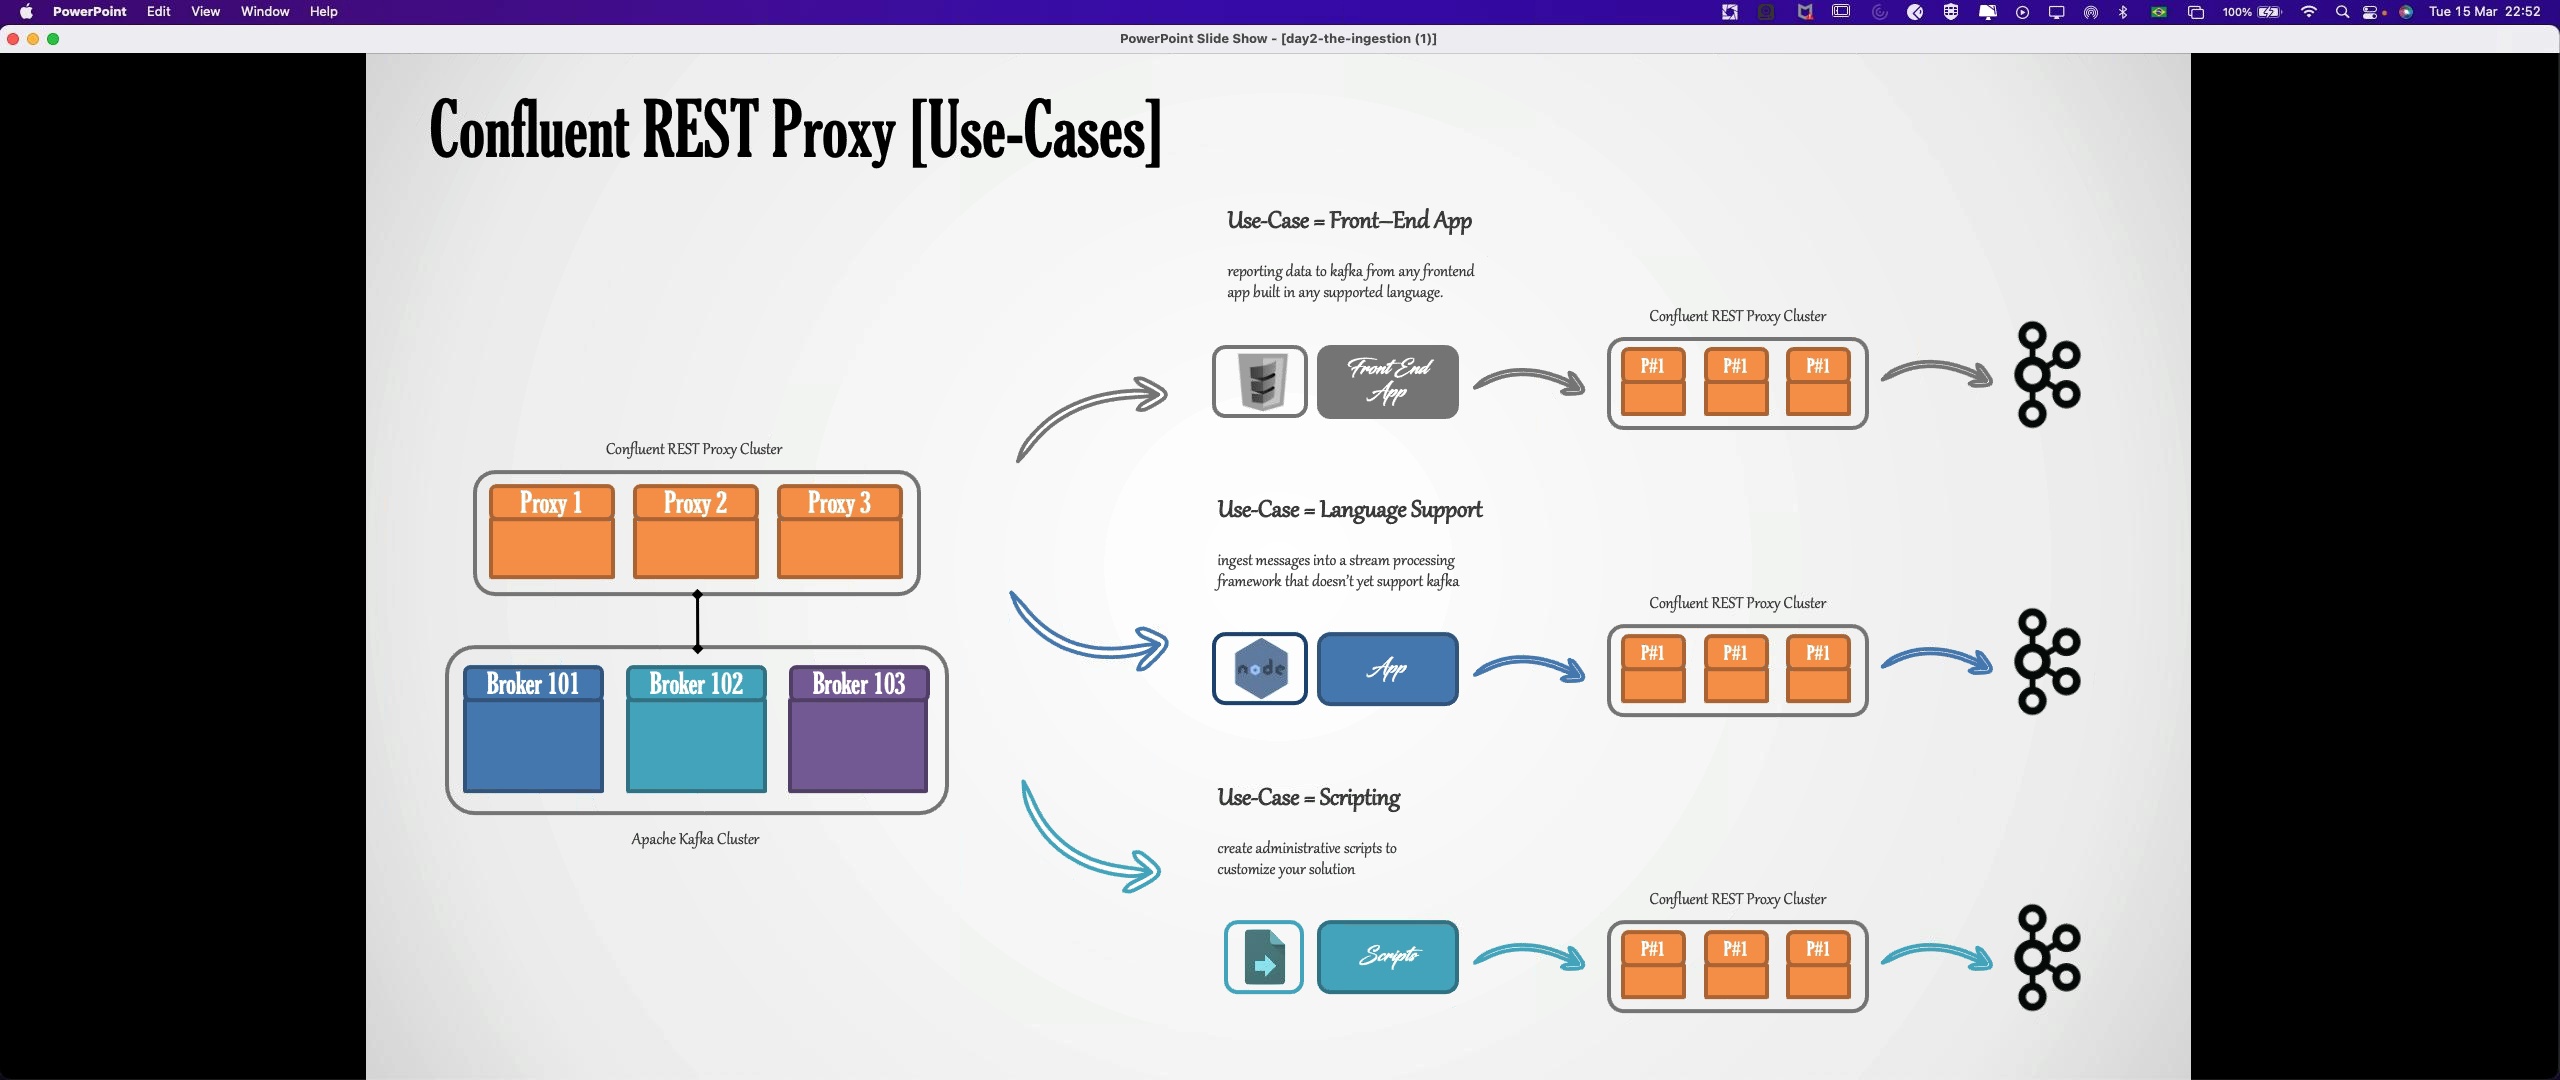 PowerPoint Edit View Window Help
100% Tue 15 Mar 22:52
PowerPoint Slide Show - [day2-the-ingestion (1)]
Confluent REST Proxy [Use-Cases]
Confluent REST Proxy Cluster
Proxy 1 Proxy 2 Proxy 3
Broker 101 Broker 102 Broker 103
Apache Kafka Cluster
Use-Case = Front–End App
reporting data to kafka from any frontend
app built in any supported language.
Front End
App
Confluent REST Proxy Cluster
P#1 P#1 P#1
Use-Case = Language Support
ingest messages into a stream processing
framework that doesn't yet support kafka
node
App
Confluent REST Proxy Cluster
P#1 P#1 P#1
Use-Case = Scripting
create administrative scripts to
customize your solution
Scripts
Confluent REST Proxy Cluster
P#1 P#1 P#1